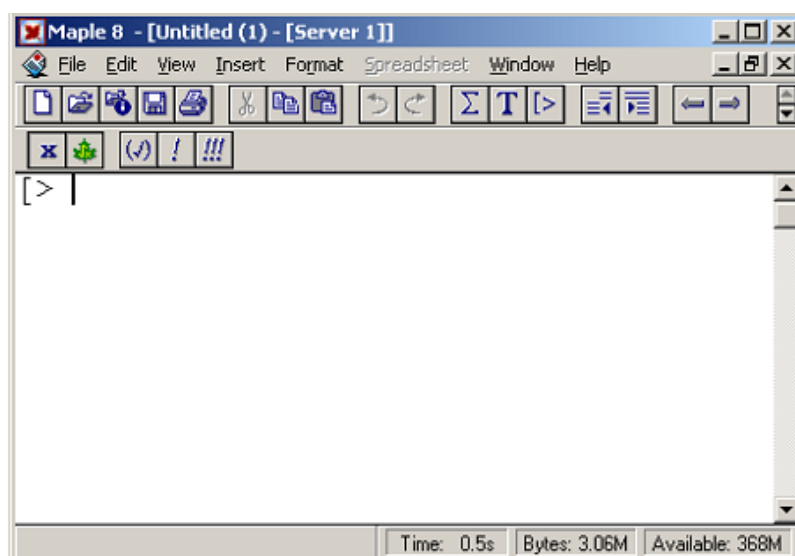 Maple 8 - [Untitled (1) - [Server 1]]
File Edit View Insert Format Spreadsheet Window Help
Σ T [>
x (√) ! !!!
[>
Time: 0.5s Bytes: 3.06M Available: 368M